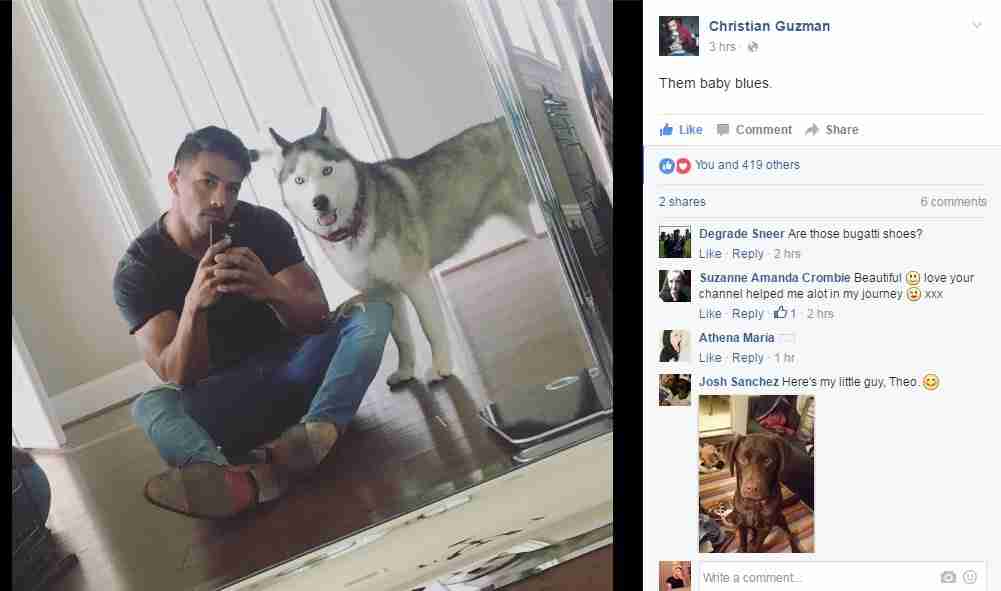 Christian Guzman
3 hrs ·
Them baby blues.
Like Comment Share
You and 419 others
2 shares 6 comments
Degrade Sneer Are those bugatti shoes?
Like · Reply · 2 hrs
Suzanne Amanda Crombie Beautiful 😃 love your
channel helped me alot in my journey 😉 xxx
Like · Reply · 1 · 2 hrs
Athena Maria
Like · Reply · 1 hr
Josh Sanchez Here's my little guy, Theo. 😊
Write a comment...